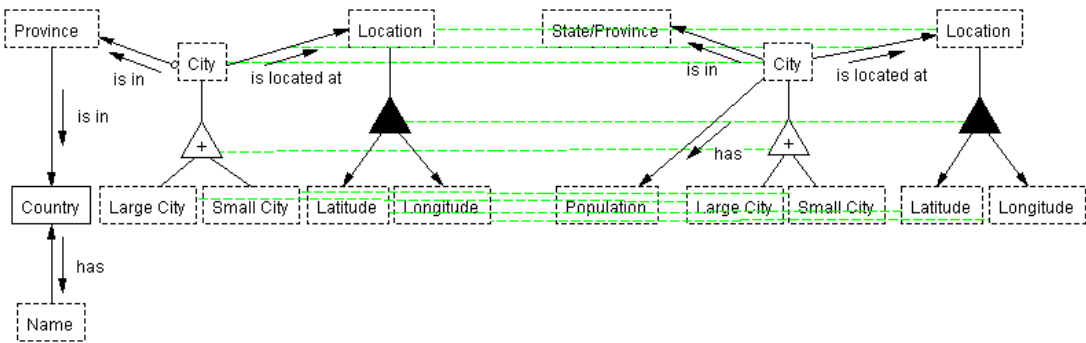 Province
Location
State/Province
Location
City
City
is in
is located at
is in
is located at
is in
+
+
has
Country
Large City
Small City
Latitude
Longitude
Population
Large City
Small City
Latitude
Longitude
has
Name